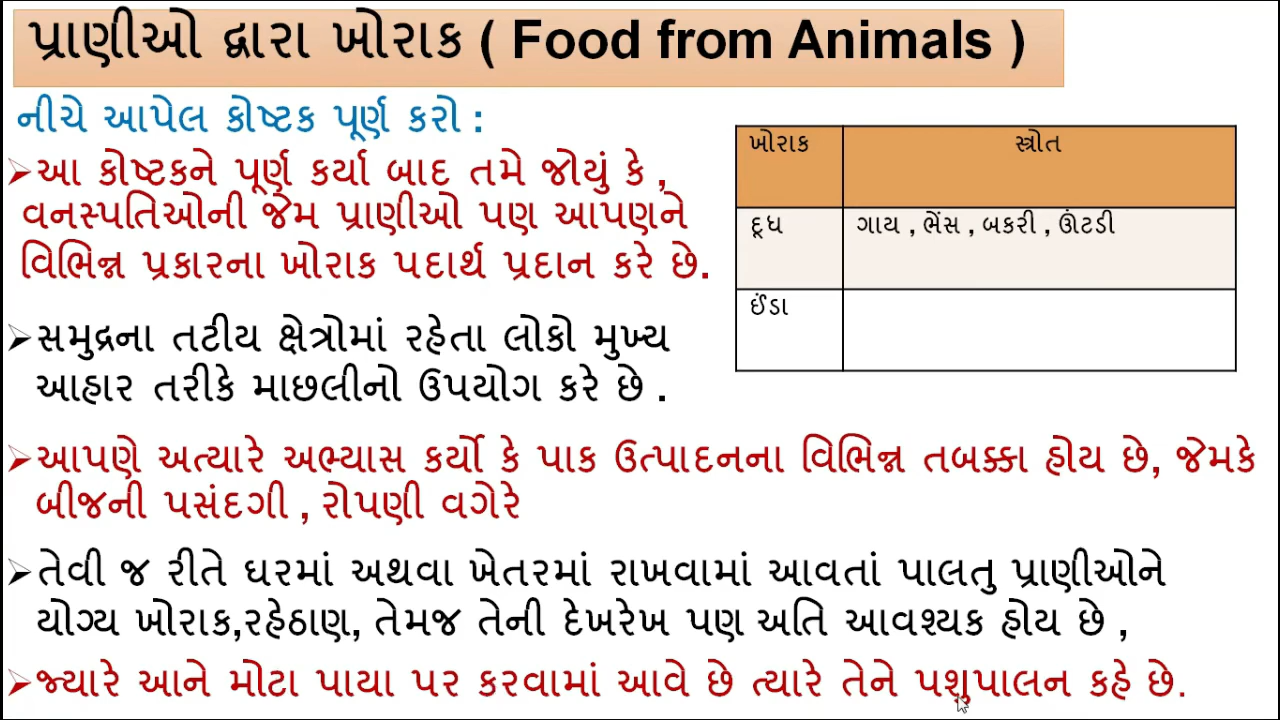 પ્રાણીઓ દ્વારા ખોરાક ( Food from Animals )
નીચે આપેલ કોષ્ટક પૂર્ણ કરો :
➢આ કોષ્ટકને પૂર્ણ કર્યા બાદ તમે જોયું કે ,
વનસ્પતિઓની જેમ પ્રાણીઓ પણ આપણને
વિભિન્ન પ્રકારના ખોરાક પદાર્થ પ્રદાન કરે છે.
ખોરાક સ્ત્રોત
દૂધ ગાય , ભેંસ , બકરી , ઊંટડી
ઈંડા
➢સમુદ્રના તટીય ક્ષેત્રોમાં રહેતા લોકો મુખ્ય
આહાર તરીકે માછલીનો ઉપયોગ કરે છે .
➢આપણે અત્યારે અભ્યાસ કર્યો કે પાક ઉત્પાદનના વિભિન્ન તબક્કા હોય છે, જેમકે
બીજની પસંદગી , રોપણી વગેરે
➢તેવી જ રીતે ઘરમાં અથવા ખેતરમાં રાખવામાં આવતાં પાલતુ પ્રાણીઓને
યોગ્ય ખોરાક,રહેઠાણ, તેમજ તેની દેખરેખ પણ અતિ આવશ્યક હોય છે ,
➢જ્યારે આને મોટા પાયા પર કરવામાં આવે છે ત્યારે તેને પશુપાલન કહે છે.